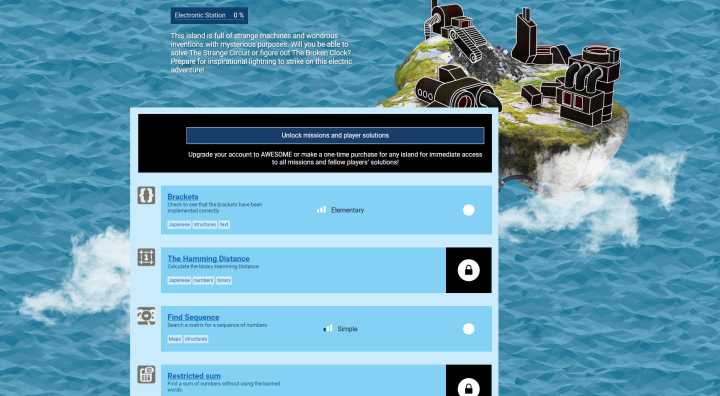 Electronic Station 0 %
This island is full of strange machines and wondrous
inventions with mysterious purposes. Will you be able to
solve The Strange Circuit or figure out The Broken Clock?
Prepare for inspirational lightning to strike on this electric
adventure!
Unlock missions and player solutions
Upgrade your account to AWESOME or make a one-time purchase for any island for immediate access
to all missions and fellow players' solutions!
Brackets
Check to see that the brackets have been
implemented correctly
Elementary
Japanese structures text
The Hamming Distance
Calculate the binary Hamming Distance
Japanese numbers binary
Find Sequence
Search a matrix for a sequence of numbers
Simple
Maps structures
Restricted sum
Find a sum of numbers without using the banned
words.